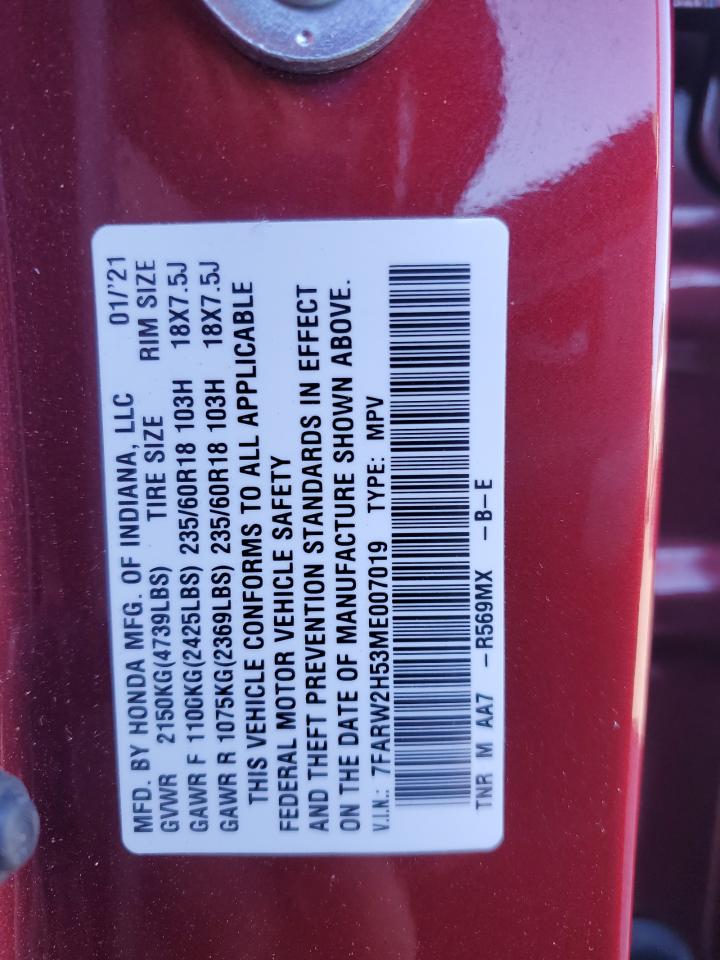 MFD. BY HONDA MFG. OF INDIANA, LLC 01/'21
GVWR 2150KG(4739LBS) TIRE SIZE RIM SIZE
GAWR F 1100KG(2425LBS) 235/60R18 103H 18X7.5J
GAWR R 1075KG(2369LBS) 235/60R18 103H 18X7.5J
THIS VEHICLE CONFORMS TO ALL APPLICABLE
FEDERAL MOTOR VEHICLE SAFETY
AND THEFT PREVENTION STANDARDS IN EFFECT
ON THE DATE OF MANUFACTURE SHOWN ABOVE.
V.I.N.: 7FARW2H53ME007019 TYPE: MPV
TNR M AA7 -R569MX -B-E